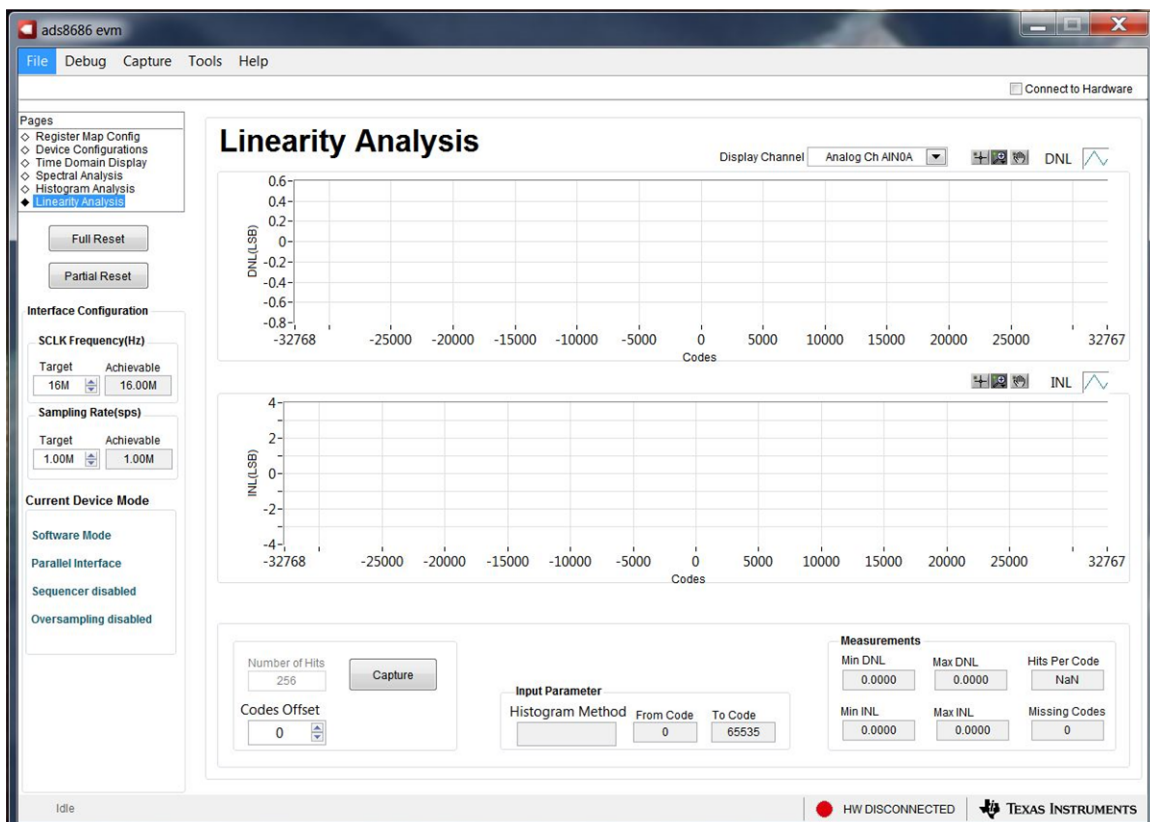 ads8686 evm
File Debug Capture Tools Help
Connect to Hardware
Pages
Register Map Config
Device Configurations
Time Domain Display
Spectral Analysis
Histogram Analysis
Linearity Analysis
Full Reset
Partial Reset
Interface Configuration
SCLK Frequency(Hz)
Target Achievable
16M 16.00M
Sampling Rate(sps)
Target Achievable
1.00M 1.00M
Current Device Mode
Software Mode
Parallel Interface
Sequencer disabled
Oversampling disabled
Linearity Analysis
Display Channel Analog Ch AIN0A DNL
DNL(LSB)
0.6
0.4
0.2
0
-0.2
-0.4
-0.6
-0.8
-32768 -25000 -20000 -15000 -10000 -5000 0 5000 10000 15000 20000 25000 32767
Codes
INL
INL(LSB)
4
2
0
-2
-4
-32768 -25000 -20000 -15000 -10000 -5000 0 5000 10000 15000 20000 25000 32767
Codes
Number of Hits
256
Capture
Codes Offset
0
Input Parameter
Histogram Method From Code To Code
0 65535
Measurements
Min DNL Max DNL Hits Per Code
0.0000 0.0000 NaN
Min INL Max INL Missing Codes
0.0000 0.0000 0
Idle
HW DISCONNECTED
TEXAS INSTRUMENTS